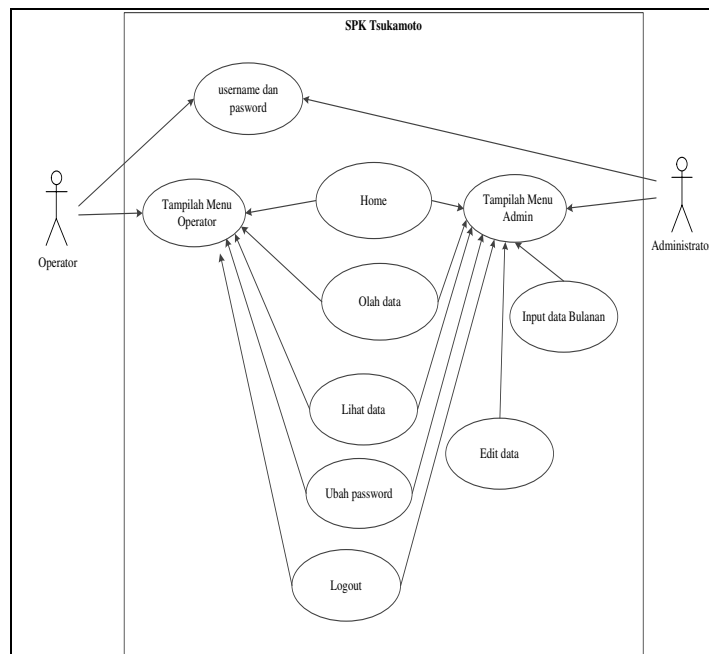 SPK Tsukamoto
username dan
pasword
Tampilah Menu
Operator
Home
Tampilah Menu
Admin
Operator
Administrato
Olah data
Input data Bulanan
Lihat data
Edit data
Ubah password
Logout